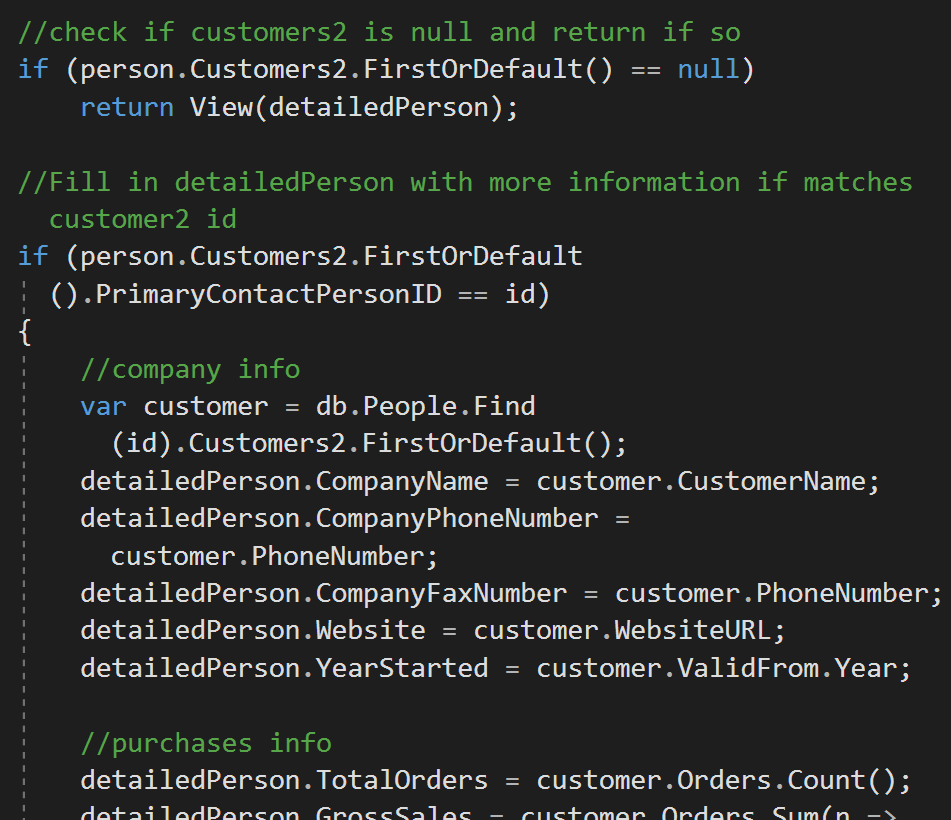 //check if customers2 is null and return if so
if (person.Customers2.FirstOrDefault() == null)
return View(detailedPerson);
//Fill in detailedPerson with more information if matches
customer2 id
if (person.Customers2.FirstOrDefault
().PrimaryContactPersonID == id)
{
//company info
var customer = db.People.Find
(id).Customers2.FirstOrDefault();
detailedPerson.CompanyName = customer.CustomerName;
detailedPerson.CompanyPhoneNumber =
customer.PhoneNumber;
detailedPerson.CompanyFaxNumber = customer.PhoneNumber;
detailedPerson.Website = customer.WebsiteURL;
detailedPerson.YearStarted = customer.ValidFrom.Year;
//purchases info
detailedPerson.TotalOrders = customer.Orders.Count();
detailedPerson.GrossSales = customer.Orders.Sum(n =>